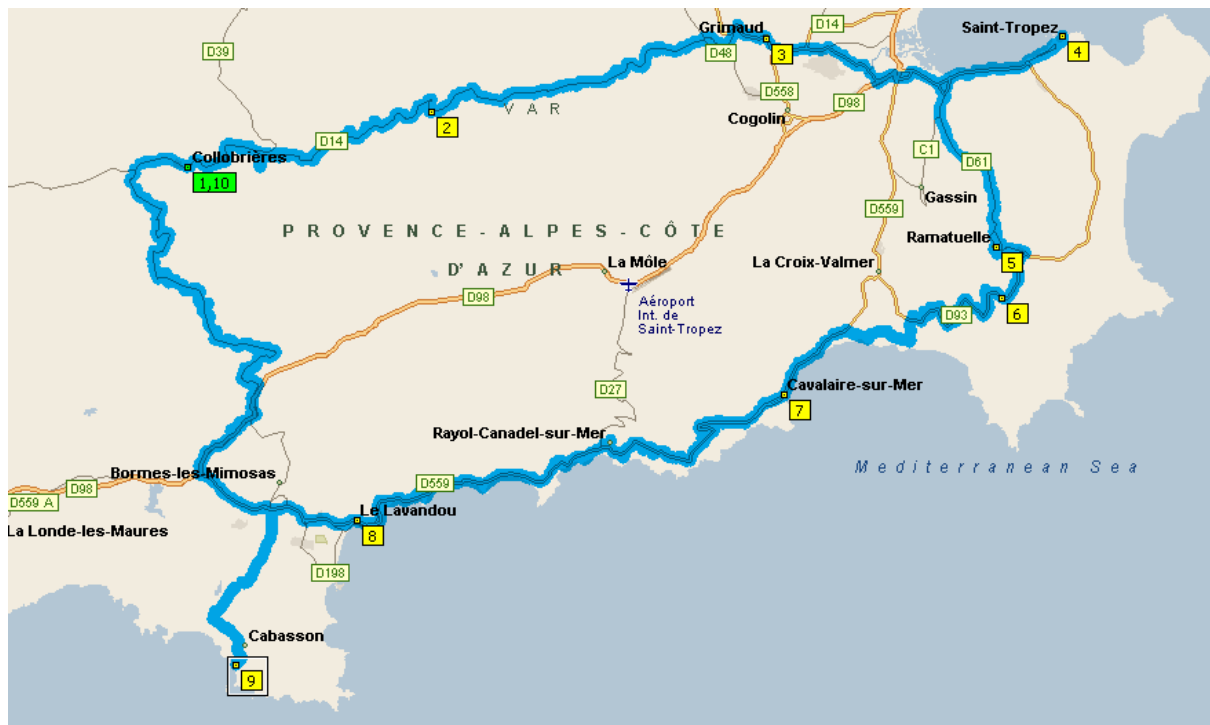 Grimaud
D14
Saint-Tropez
D39
D48
3
4
D558
D98
Cogolin
2
V A R
D14
Collobrières
1,10
C1
D61
Gassin
D559
PROVENCE-ALPES-CÔTE
D'AZUR
Ramatuelle
5
La Môle
La Croix-Valmer
D98
Aéroport
Int. de
Saint-Tropez
D93
6
D27
Cavalaire-sur-Mer
7
Rayol-Canadel-sur-Mer
Mediterranean Sea
Bormes-les-Mimosas
D559
D98
D559 A
Le Lavandou
La Londe-les-Maures
8
D198
Cabasson
9